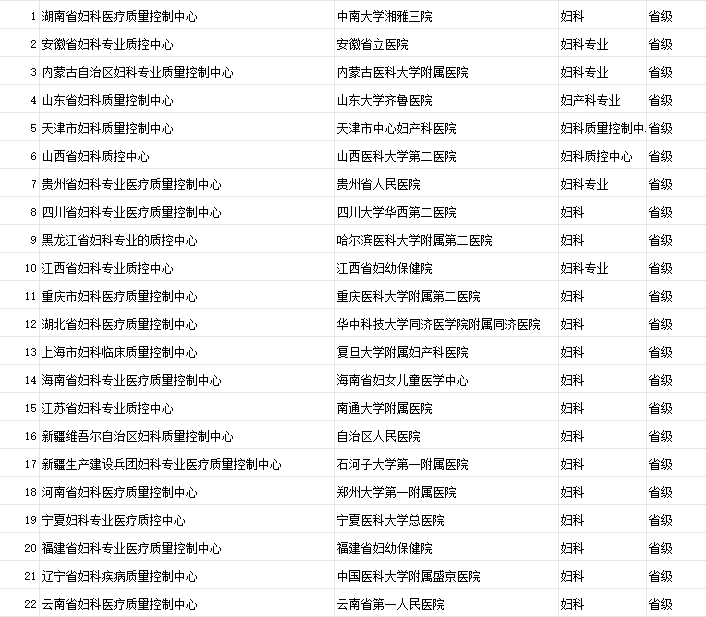 1 湖南省妇科医疗质量控制中心 中南大学湘雅三院 妇科 省级
2 安徽省妇科专业质控中心 安徽省立医院 妇科专业 省级
3 内蒙古自治区妇科专业质量控制中心 内蒙古医科大学附属医院 妇科专业 省级
4 山东省妇科质量控制中心 山东大学齐鲁医院 妇产科专业 省级
5 天津市妇科质量控制中心 天津市中心妇产科医院 妇科质量控制中 省级
6 山西省妇科质控中心 山西医科大学第二医院 妇科质控中心 省级
7 贵州省妇科专业医疗质量控制中心 贵州省人民医院 妇科专业 省级
8 四川省妇科专业医疗质量控制中心 四川大学华西第二医院 妇科 省级
9 黑龙江省妇科专业的质控中心 哈尔滨医科大学附属第二医院 妇科 省级
10 江西省妇科专业质控中心 江西省妇幼保健院 妇科专业 省级
11 重庆市妇科医疗质量控制中心 重庆医科大学附属第二医院 妇科 省级
12 湖北省妇科医疗质量控制中心 华中科技大学同济医学院附属同济医院 妇科 省级
13 上海市妇科临床质量控制中心 复旦大学附属妇产科医院 妇科 省级
14 海南省妇科专业医疗质量控制中心 海南省妇女儿童医学中心 妇科 省级
15 江苏省妇科专业质控中心 南通大学附属医院 妇科 省级
16 新疆维吾尔自治区妇科质量控制中心 自治区人民医院 妇科 省级
17 新疆生产建设兵团妇科专业医疗质量控制中心 石河子大学第一附属医院 妇科 省级
18 河南省妇科医疗质量控制中心 郑州大学第一附属医院 妇科 省级
19 宁夏妇科专业医疗质控中心 宁夏医科大学总医院 妇科 省级
20 福建省妇科专业医疗质量控制中心 福建省妇幼保健院 妇科 省级
21 辽宁省妇科疾病质量控制中心 中国医科大学附属盛京医院 妇科 省级
22 云南省妇科医疗质量控制中心 云南省第一人民医院 妇科 省级